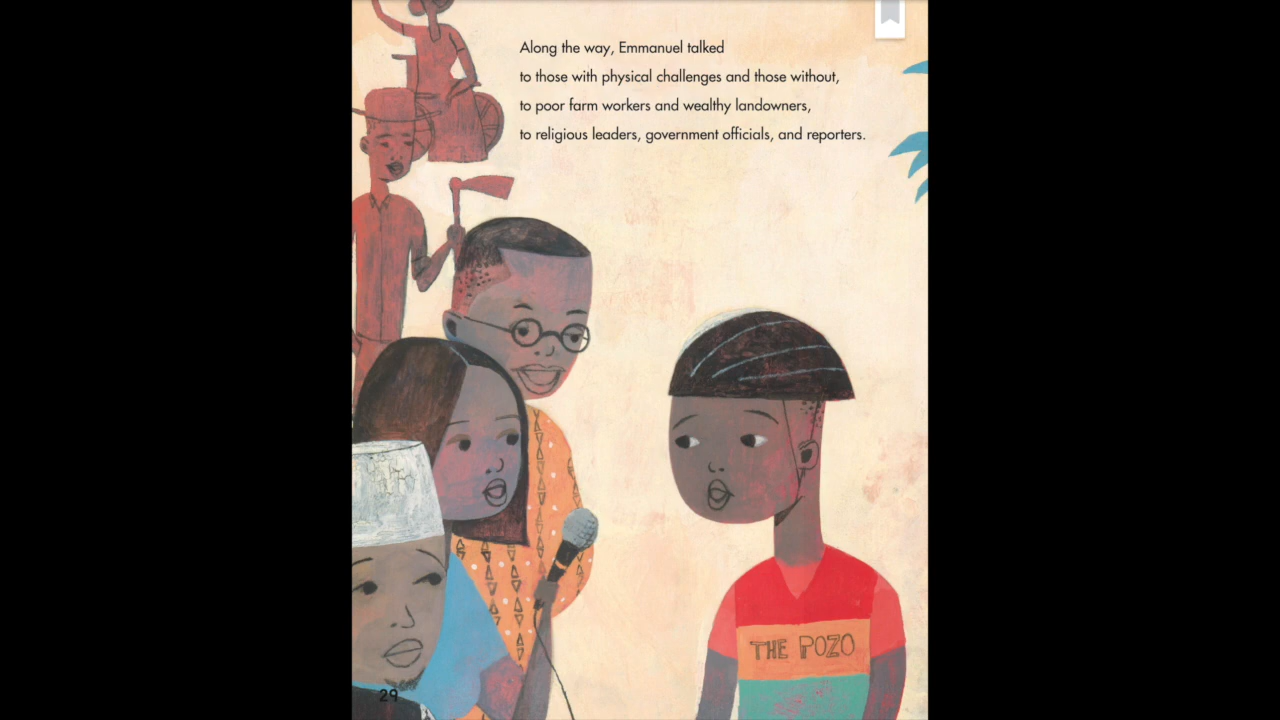 Along the way, Emmanuel talked
to those with physical challenges and those without,
to poor farm workers and wealthy landowners,
to religious leaders, government officials, and reporters.
THE POZO
29